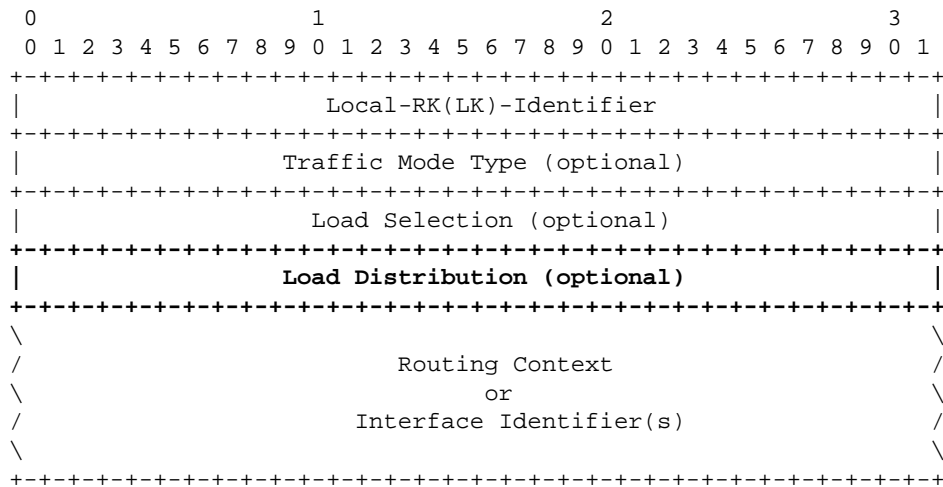 0                   1                   2                   3
 0 1 2 3 4 5 6 7 8 9 0 1 2 3 4 5 6 7 8 9 0 1 2 3 4 5 6 7 8 9 0 1
+-+-+-+-+-+-+-+-+-+-+-+-+-+-+-+-+-+-+-+-+-+-+-+-+-+-+-+-+-+-+-+-+
|                     Local-RK(LK)-Identifier                   |
+-+-+-+-+-+-+-+-+-+-+-+-+-+-+-+-+-+-+-+-+-+-+-+-+-+-+-+-+-+-+-+-+
|                  Traffic Mode Type (optional)                 |
+-+-+-+-+-+-+-+-+-+-+-+-+-+-+-+-+-+-+-+-+-+-+-+-+-+-+-+-+-+-+-+-+
|                    Load Selection (optional)                  |
+-+-+-+-+-+-+-+-+-+-+-+-+-+-+-+-+-+-+-+-+-+-+-+-+-+-+-+-+-+-+-+-+
|                  Load Distribution (optional)                 |
+-+-+-+-+-+-+-+-+-+-+-+-+-+-+-+-+-+-+-+-+-+-+-+-+-+-+-+-+-+-+-+-+
\                                                               \
/                          Routing Context                      /
\                                or                             \
/                       Interface Identifier(s)                 /
\                                                               \
+-+-+-+-+-+-+-+-+-+-+-+-+-+-+-+-+-+-+-+-+-+-+-+-+-+-+-+-+-+-+-+-+